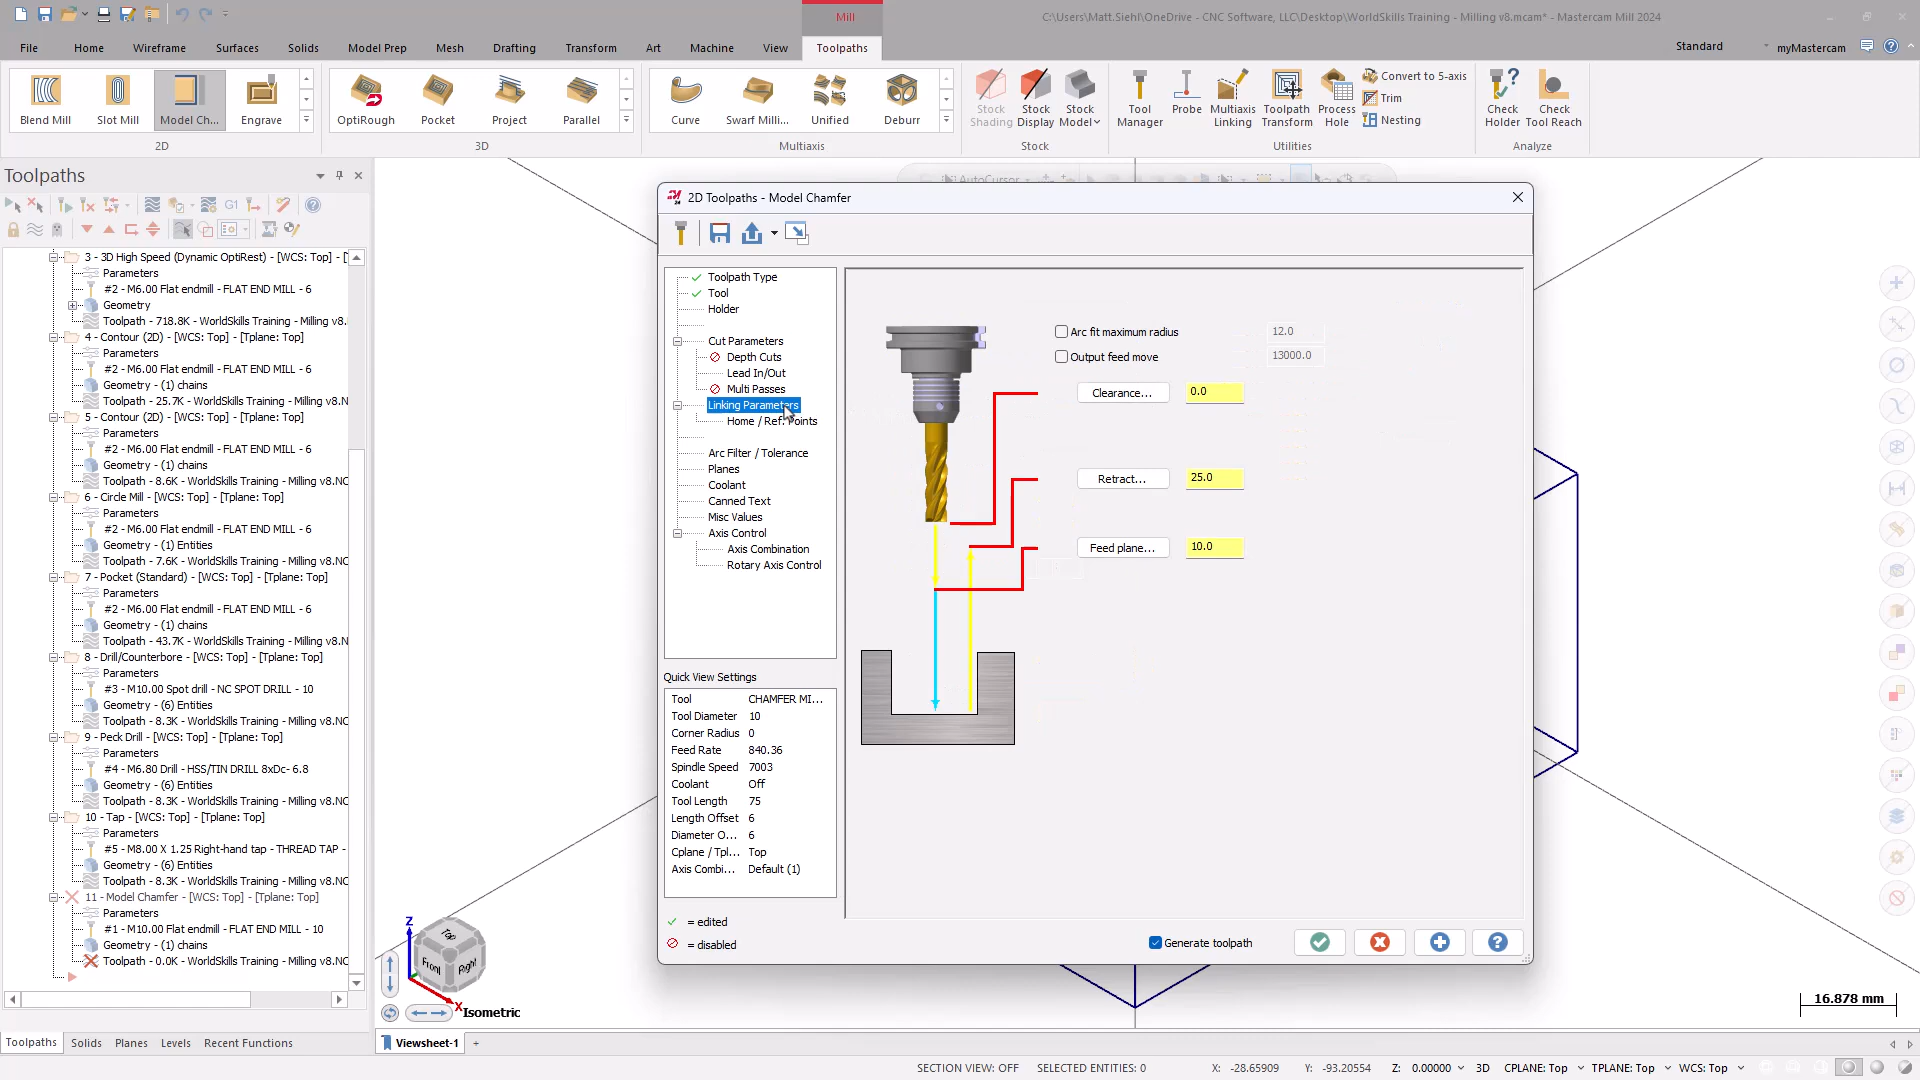 Mill
C:\Users\Matt.Siehl\OneDrive - CNC Software, LLC\Desktop\WorldSkills Training - Milling v8.mcam* - Mastercam Mill 2024
File
Home
Wireframe
Surfaces
Solids
Model Prep
Mesh
Drafting
Transform
Art
Machine
View
Toolpaths
Standard
myMastercam
Blend Mill
Slot Mill
Model Ch...
Engrave
2D
OptiRough
Pocket
Project
Parallel
3D
Curve
Swarf Milli...
Unified
Deburr
Multiaxis
Stock Shading
Stock Display
Stock Model
Stock
Tool Manager
Probe
Multiaxis Linking
Toolpath Transform
Process Hole
Convert to 5-axis
Trim
Nesting
Utilities
Check Holder
Check Tool Reach
Analyze
Toolpaths
G1
3 - 3D High Speed (Dynamic OptiRest) - [WCS: Top] - [
Parameters
#2 - M6.00 Flat endmill - FLAT END MILL - 6
Geometry
Toolpath - 718.8K - WorldSkills Training - Milling v8.
4 - Contour (2D) - [WCS: Top] - [Tplane: Top]
Parameters
#2 - M6.00 Flat endmill - FLAT END MILL - 6
Geometry - (1) chains
Toolpath - 25.7K - WorldSkills Training - Milling v8.N
5 - Contour (2D) - [WCS: Top] - [Tplane: Top]
Parameters
#2 - M6.00 Flat endmill - FLAT END MILL - 6
Geometry - (1) chains
Toolpath - 8.6K - WorldSkills Training - Milling v8.NC
6 - Circle Mill - [WCS: Top] - [Tplane: Top]
Parameters
#2 - M6.00 Flat endmill - FLAT END MILL - 6
Geometry - (1) Entities
Toolpath - 7.6K - WorldSkills Training - Milling v8.NC
7 - Pocket (Standard) - [WCS: Top] - [Tplane: Top]
Parameters
#2 - M6.00 Flat endmill - FLAT END MILL - 6
Geometry - (1) chains
Toolpath - 43.7K - WorldSkills Training - Milling v8.N
8 - Drill/Counterbore - [WCS: Top] - [Tplane: Top]
Parameters
#3 - M10.00 Spot drill - NC SPOT DRILL - 10
Geometry - (6) Entities
Toolpath - 8.3K - WorldSkills Training - Milling v8.NC
9 - Peck Drill - [WCS: Top] - [Tplane: Top]
Parameters
#4 - M6.80 Drill - HSS/TIN DRILL 8xDc- 6.8
Geometry - (6) Entities
Toolpath - 8.3K - WorldSkills Training - Milling v8.NC
10 - Tap - [WCS: Top] - [Tplane: Top]
Parameters
#5 - M8.00 X 1.25 Right-hand tap - THREAD TAP -
Geometry - (6) Entities
Toolpath - 8.3K - WorldSkills Training - Milling v8.NC
11 - Model Chamfer - [WCS: Top] - [Tplane: Top]
Parameters
#1 - M10.00 Flat endmill - FLAT END MILL - 10
Geometry - (1) chains
Toolpath - 0.0K - WorldSkills Training - Milling v8.NC
Toolpaths
Solids
Planes
Levels
Recent Functions
AutoCursor
2D Toolpaths - Model Chamfer
Toolpath Type
Tool
Holder
Cut Parameters
Depth Cuts
Lead In/Out
Multi Passes
Linking Parameters
Home / Ref. Points
Arc Filter / Tolerance
Planes
Coolant
Canned Text
Misc Values
Axis Control
Axis Combination
Rotary Axis Control
Quick View Settings
Tool CHAMFER MI...
Tool Diameter 10
Corner Radius 0
Feed Rate 840.36
Spindle Speed 7003
Coolant Off
Tool Length 75
Length Offset 6
Diameter O... 6
Cplane / Tpl... Top
Axis Combi... Default (1)
= edited
= disabled
Arc fit maximum radius 12.0
Output feed move 13000.0
Clearance... 0.0
Retract... 25.0
Feed plane... 10.0
Generate toolpath
Z
Top
Front
Right
X
Isometric
16.878 mm
Viewsheet-1
+
SECTION VIEW: OFF
SELECTED ENTITIES: 0
X: -28.65909
Y: -93.20554
Z: 0.00000
3D
CPLANE: Top
TPLANE: Top
WCS: Top